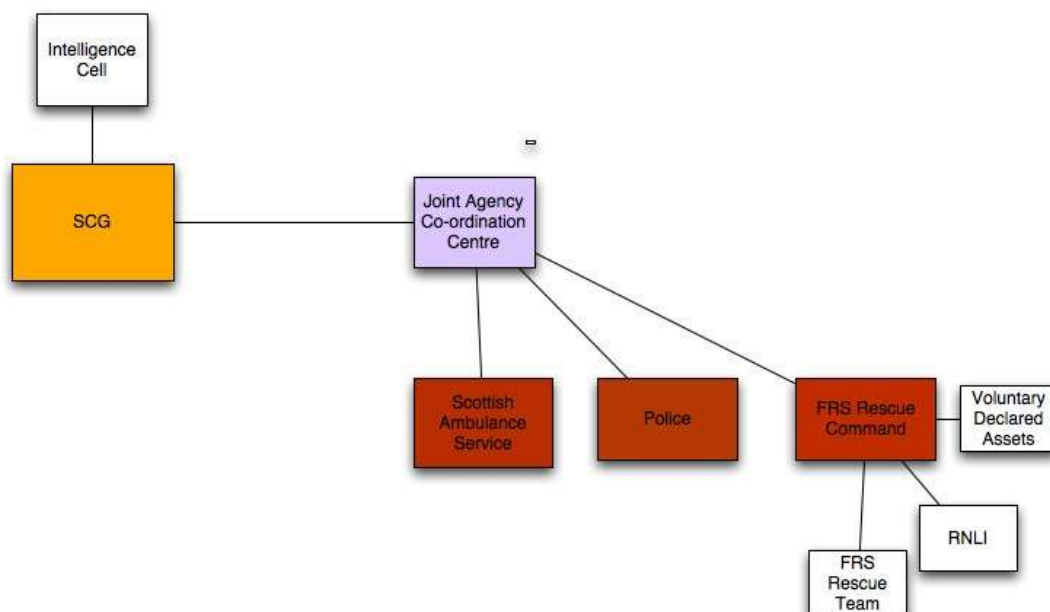 Intelligence
Cell
SCG
Joint Agency
Co-ordination
Centre
Scottish
Ambulance
Service
Police
FRS Rescue
Command
Voluntary
Declared
Assets
RNLI
FRS
Rescue
Team